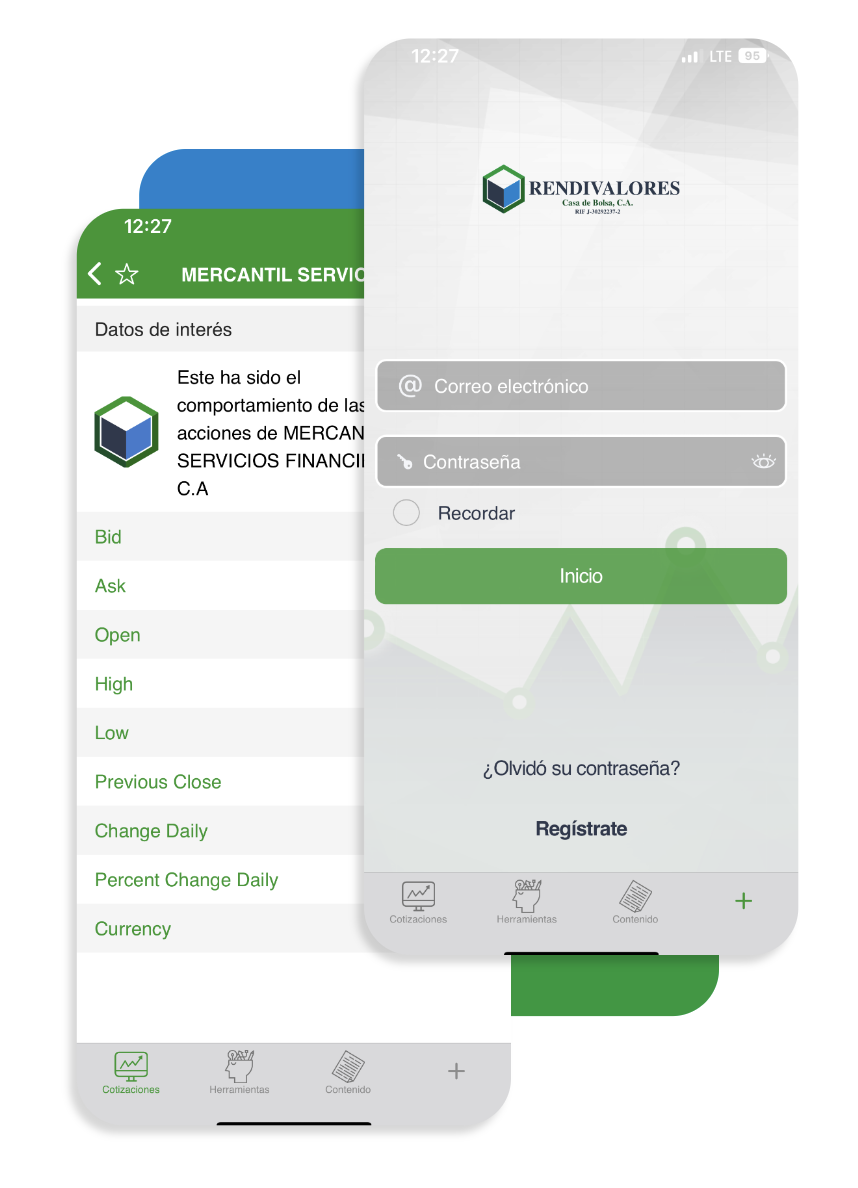 12:27
MERCANTIL SERVIC
Datos de interés
Este ha sido el
comportamiento de las
acciones de MERCAN
SERVICIOS FINANCI
C.A
Bid
Ask
Open
High
Low
Previous Close
Change Daily
Percent Change Daily
Currency
Cotizaciones
Herramientas
Contenido
12:27
LTE
95
RENDIVALORES
Casa de Bolsa, C.A.
RIF J-30292237-2
@ Correo electrónico
Contraseña
Recordar
Inicio
¿Olvidó su contraseña?
Regístrate
Cotizaciones
Herramientas
Contenido